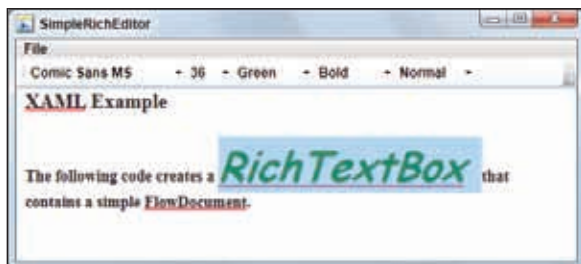 SimpleRichEditor
File
Comic Sans MS 36 Green Bold Normal
XAML Example
The following code creates a RichTextBox that
contains a simple FlowDocument.